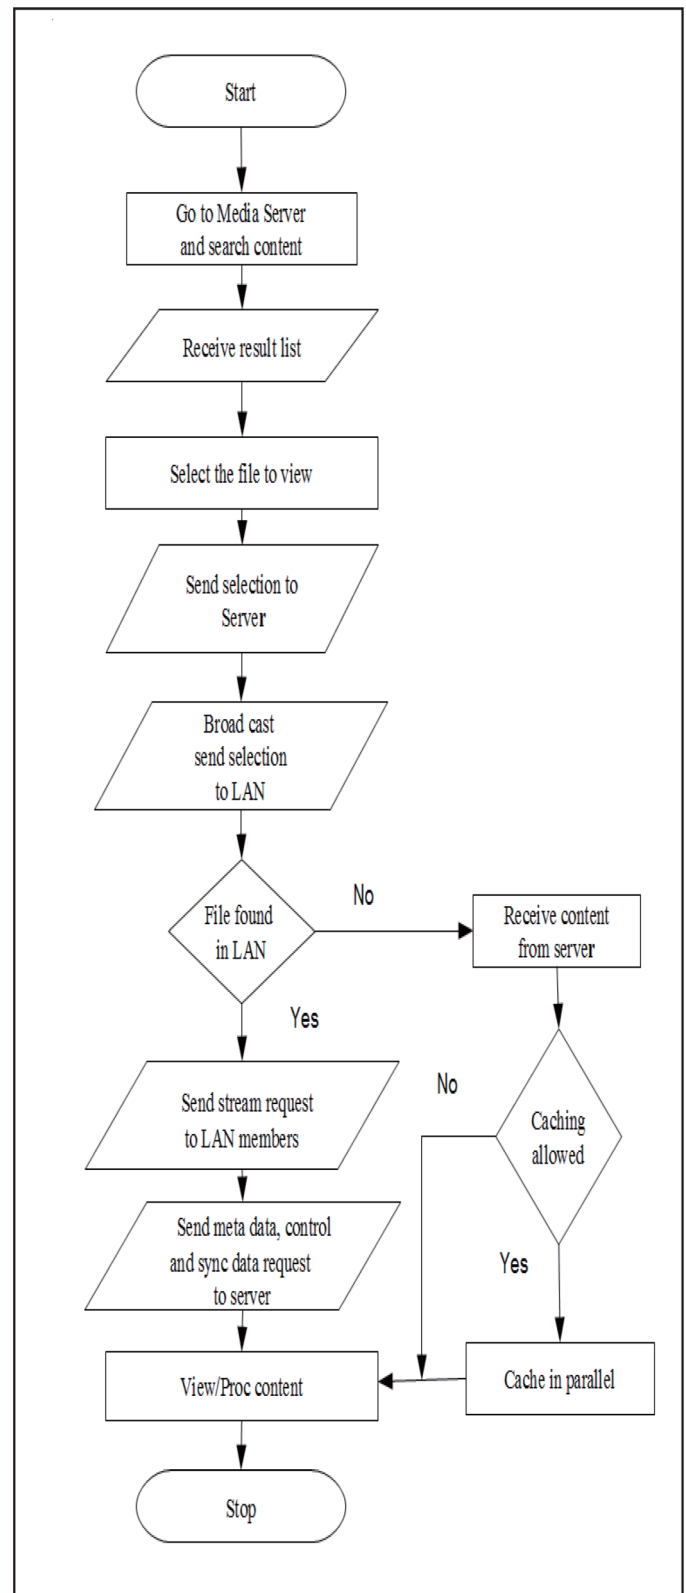 Start
Go to Media Server
and search content
Receive result list
Select the file to view
Send selection to
Server
Broad cast
send selection
to LAN
File found
in LAN
No
Receive content
from server
Yes
Caching
allowed
No
Send stream request
to LAN members
Yes
Send meta data, control
and sync data request
to server
Cache in parallel
View/Proc content
Stop